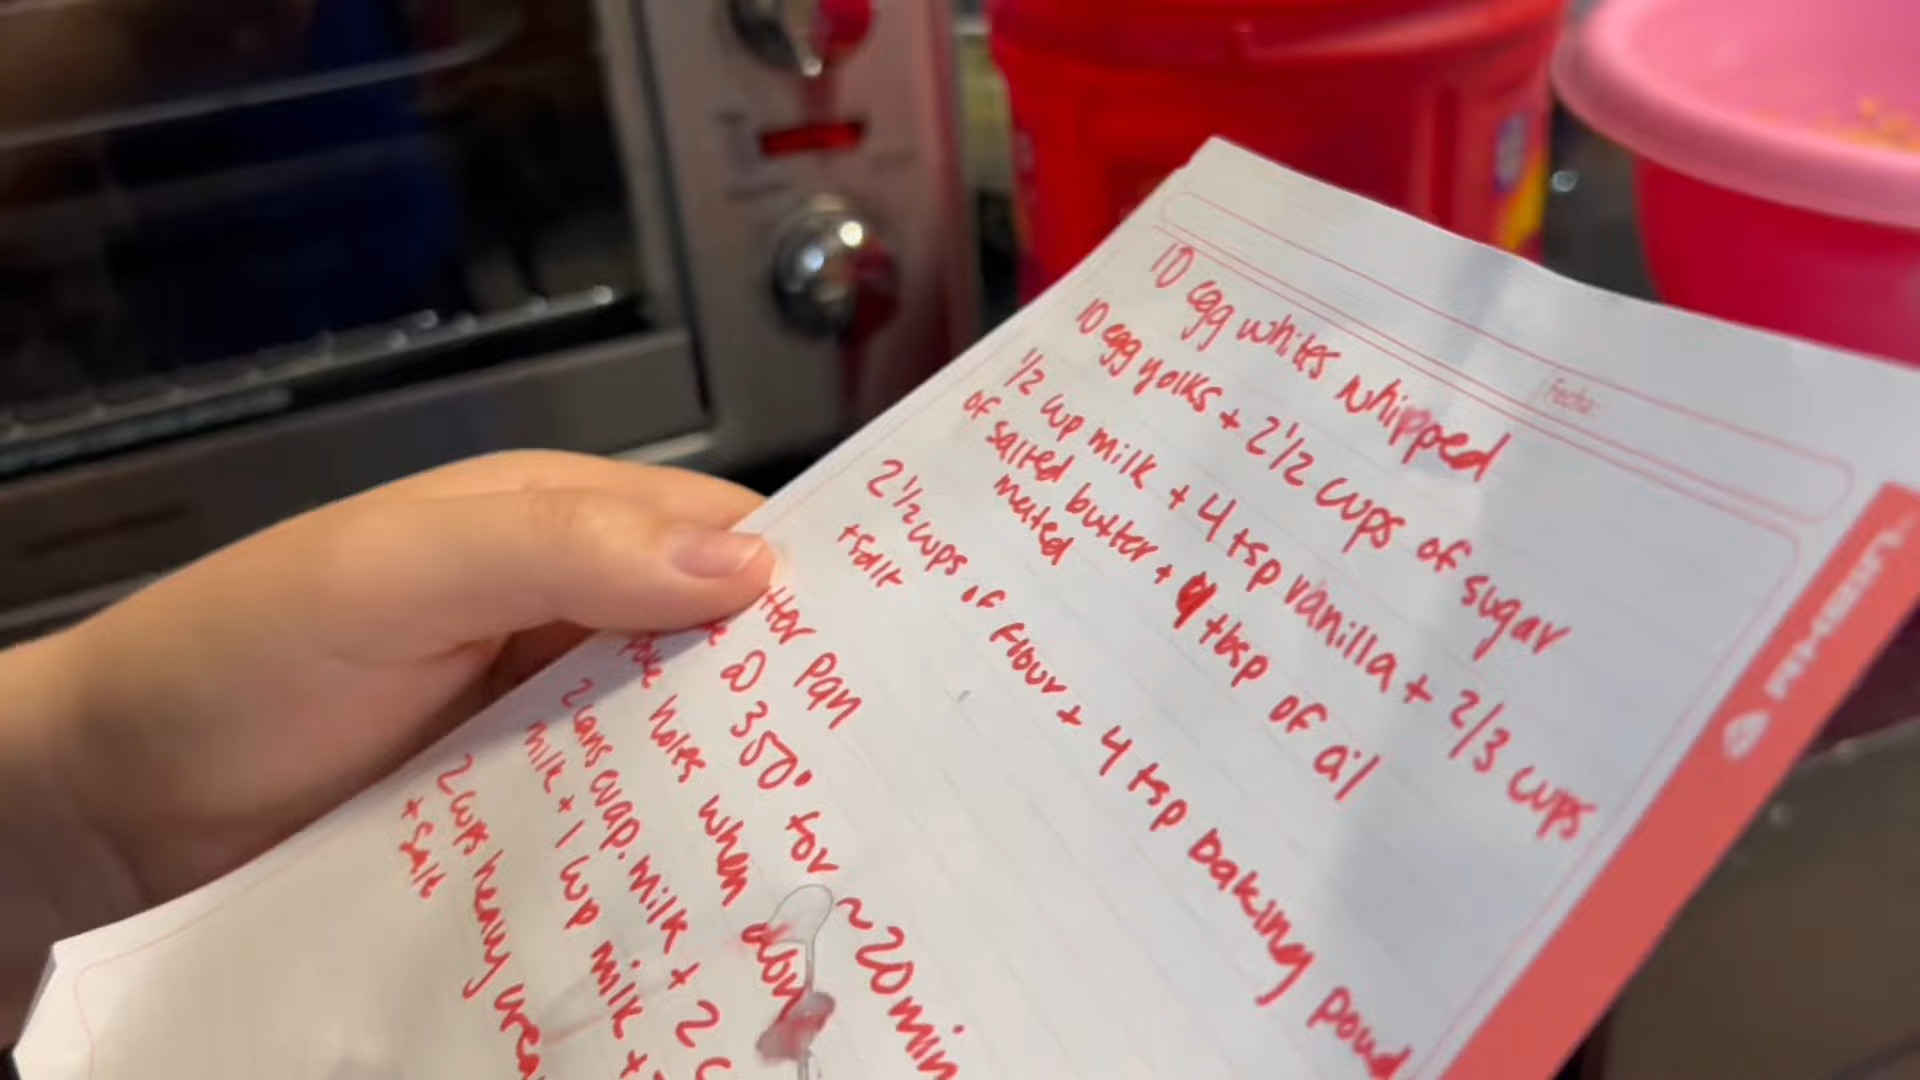 Fecha:
10 egg whites whipped
10 egg yolks + 2 1/2 cups of sugar
1/2 cup milk + 4 tsp vanilla + 2/3 cups
of salted butter + 4 tbsp of oil
melted
2 1/2 cups of flour + 4 tsp baking powd
+ salt
pan
@ 350° for ~20min
holes when done
2 cans evap. milk + 2 c
milk + 1 cup milk +
2 cups heavy crea
+ salt